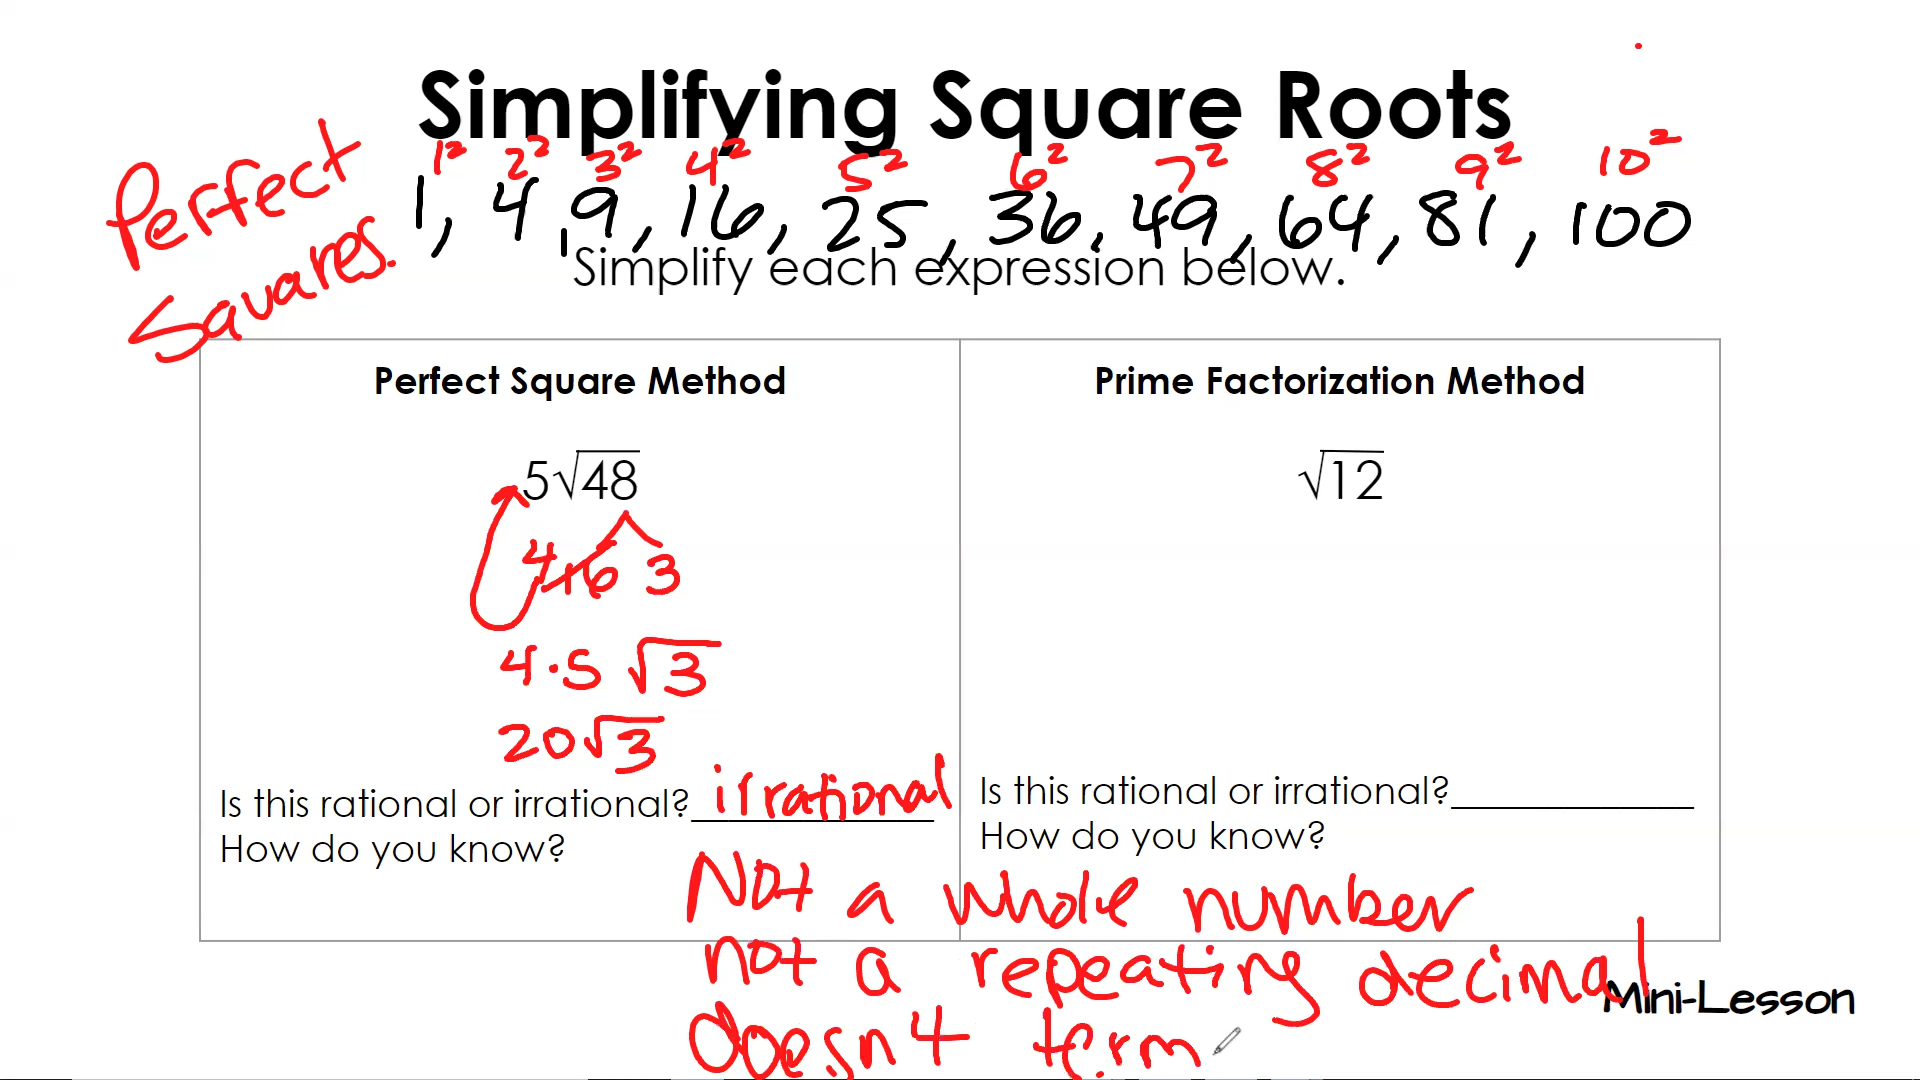 Simplifying Square Roots
Perfect
Squares.
1² 2² 3² 4² 5² 6² 7² 8² 9² 10²
1, 4, 9, 16, 25, 36, 49, 64, 81, 100
Simplify each expression below.
Perfect Square Method
5√48
4 16 3
4·5 √3
20√3
Is this rational or irrational? irrational
How do you know?
Prime Factorization Method
√12
Is this rational or irrational?______________
How do you know?
Not a whole number
not a repeating decimal
doesn't term
Mini-Lesson